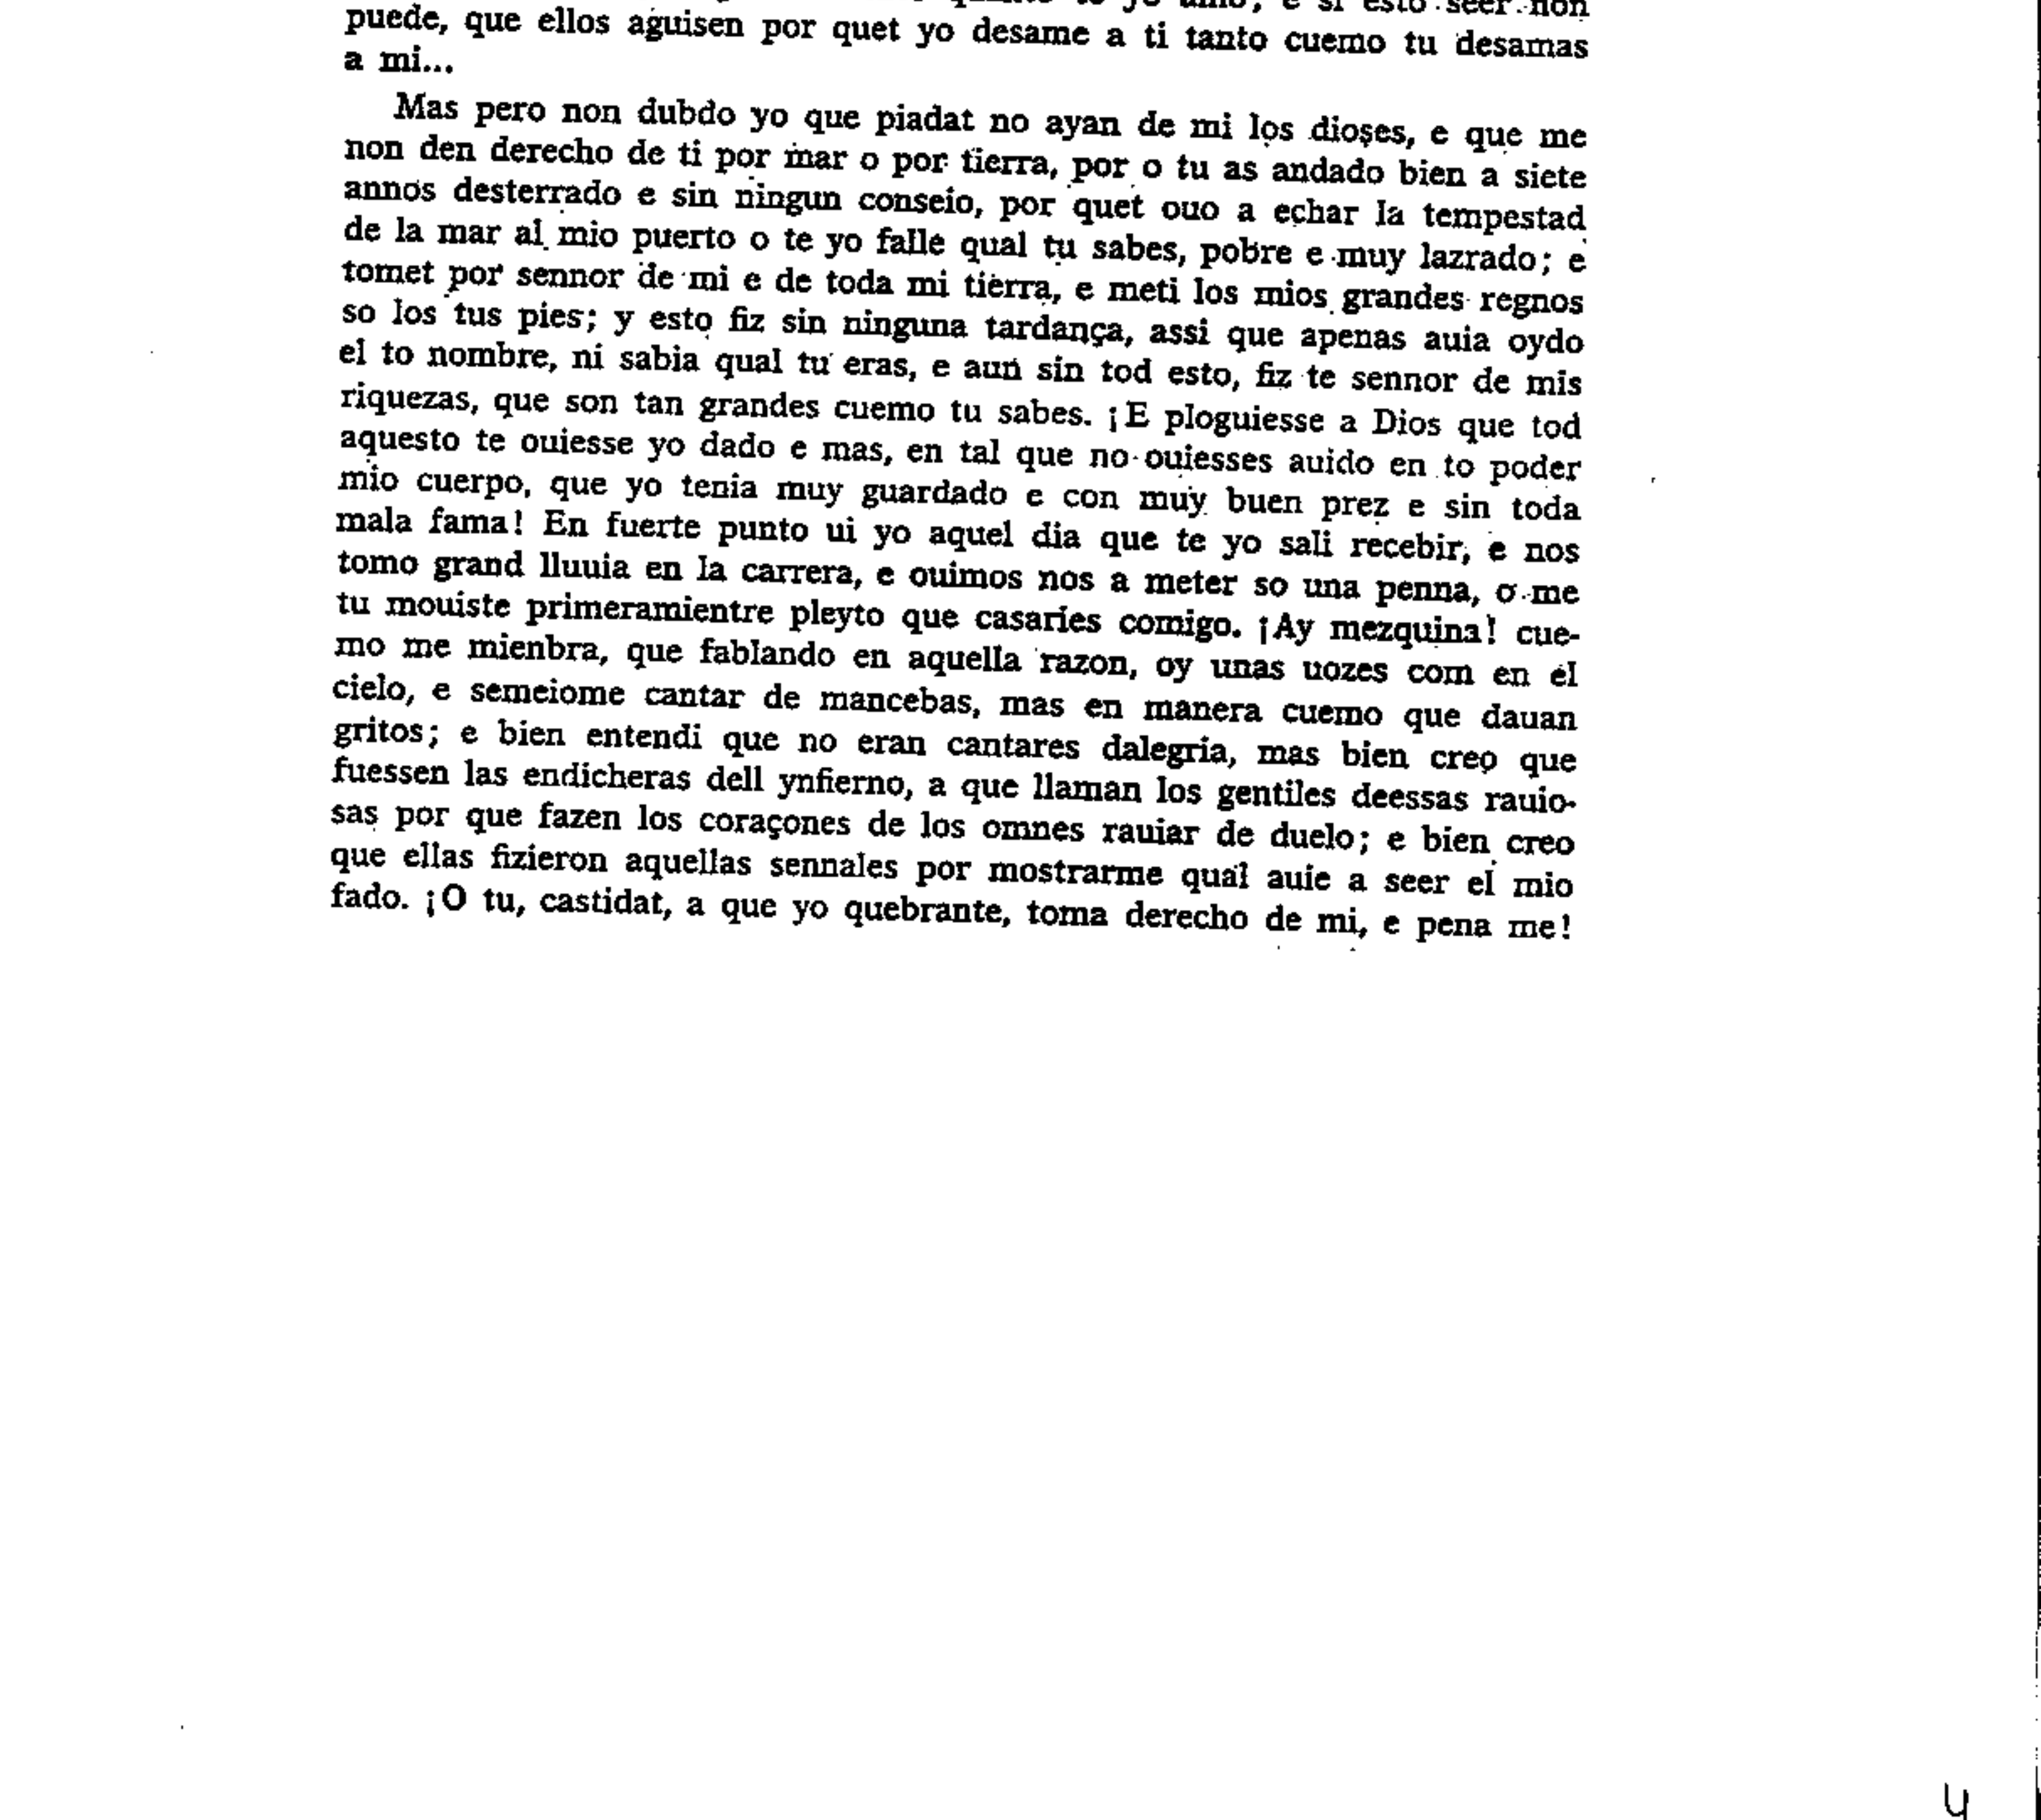 amo, e si esto seer non
puede, que ellos aguisen por quet yo desame a ti tanto cuemo tu desamas
a mi...
Mas pero non dubdo yo que piadat no ayan de mi los dioses, e que me
non den derecho de ti por mar o por tierra, por o tu as andado bien a siete
annos desterrado e sin ningun conseio, por quet ouo a echar la tempestad
de la mar al mio puerto o te yo falle qual tu sabes, pobre e muy lazrado; e
tomet por sennor de mi e de toda mi tierra, e meti los mios grandes regnos
so los tus pies; y esto fiz sin ninguna tardança, assi que apenas auia oydo
el to nombre, ni sabia qual tu eras, e aun sin tod esto, fiz te sennor de mis
riquezas, que son tan grandes cuemo tu sabes. ¡E ploguiesse a Dios que tod
aquesto te ouiesse yo dado e mas, en tal que no ouiesses auido en to poder
mio cuerpo, que yo tenia muy guardado e con muy buen prez e sin toda
mala fama! En fuerte punto ui yo aquel dia que te yo sali recebir, e nos
tomo grand lluuia en la carrera, e ouimos nos a meter so una penna, o me
tu mouiste primeramientre pleyto que casaríes comigo. ¡Ay mezquina! cue-
mo me mienbra, que fablando en aquella razon, oy unas uozes com en el
cielo, e semeiome cantar de mancebas, mas en manera cuemo que dauan
gritos; e bien entendi que no eran cantares dalegría, mas bien creo que
fuessen las endicheras dell ynfierno, a que llaman los gentiles deessas rauio-
sas por que fazen los coraçones de los omnes rauiar de duelo; e bien creo
que ellas fizieron aquellas sennales por mostrarme qual auie a seer el mio
fado. ¡O tu, castidat, a que yo quebrante, toma derecho de mi, e pena me!